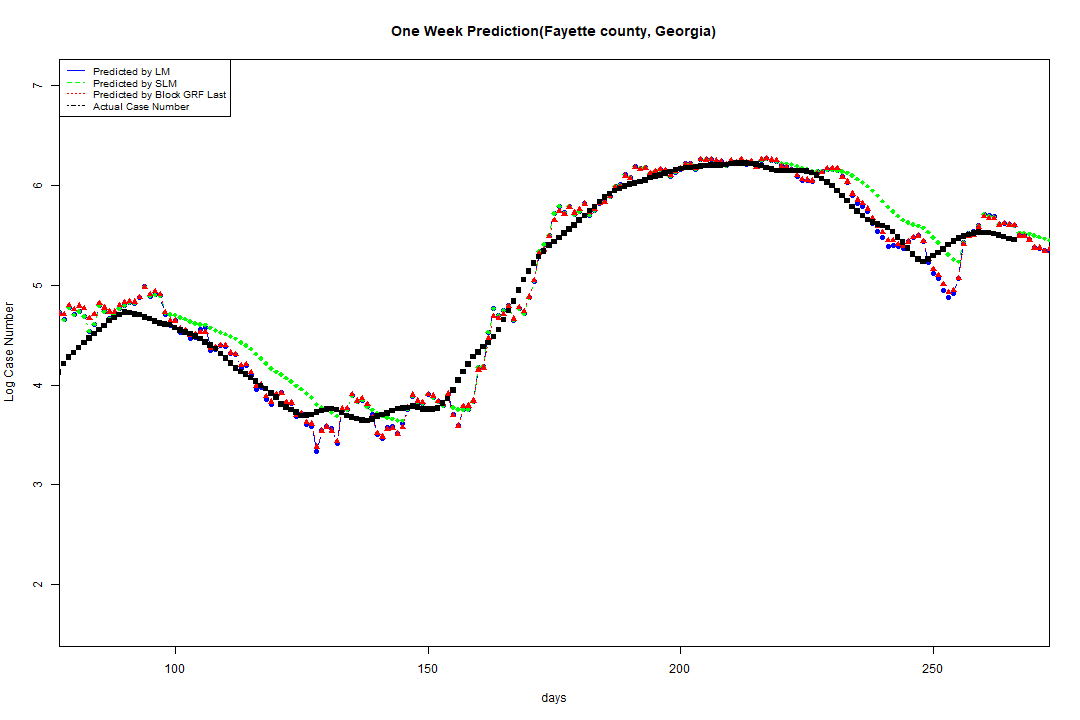 One Week Prediction(Fayette county, Georgia)
Predicted by LM
Predicted by SLM
Predicted by Block GRF Last
Actual Case Number
7
6
5
4
3
2
Log Case Number
100 150 200 250
days